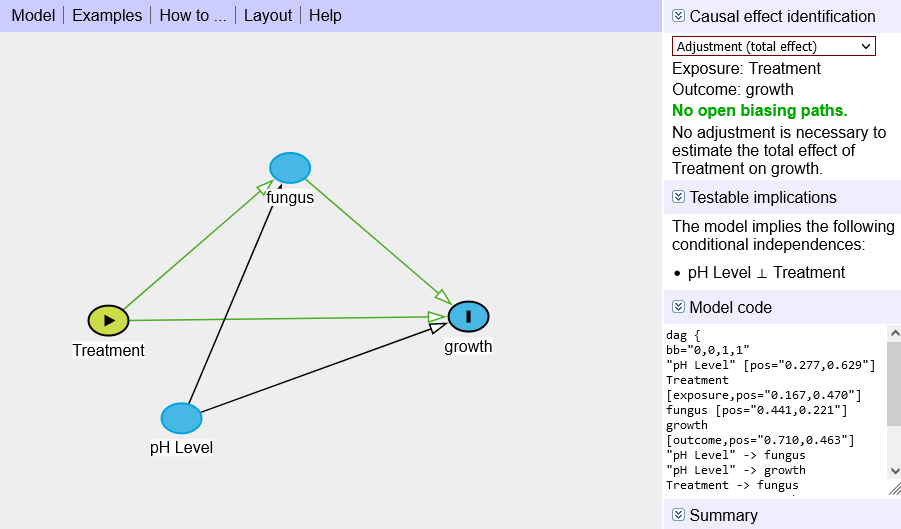 Model Examples How to ... Layout Help
fungus
Treatment
growth
pH Level
Causal effect identification
Adjustment (total effect)
Exposure: Treatment
Outcome: growth
No open biasing paths.
No adjustment is necessary to
estimate the total effect of
Treatment on growth.
Testable implications
The model implies the following
conditional independences:
• pH Level ⊥ Treatment
Model code
dag {
bb="0,0,1,1"
"pH Level" [pos="0.277,0.629"]
Treatment
[exposure,pos="0.167,0.470"]
fungus [pos="0.441,0.221"]
growth
[outcome,pos="0.710,0.463"]
"pH Level" -> fungus
"pH Level" -> growth
Treatment -> fungus
Summary